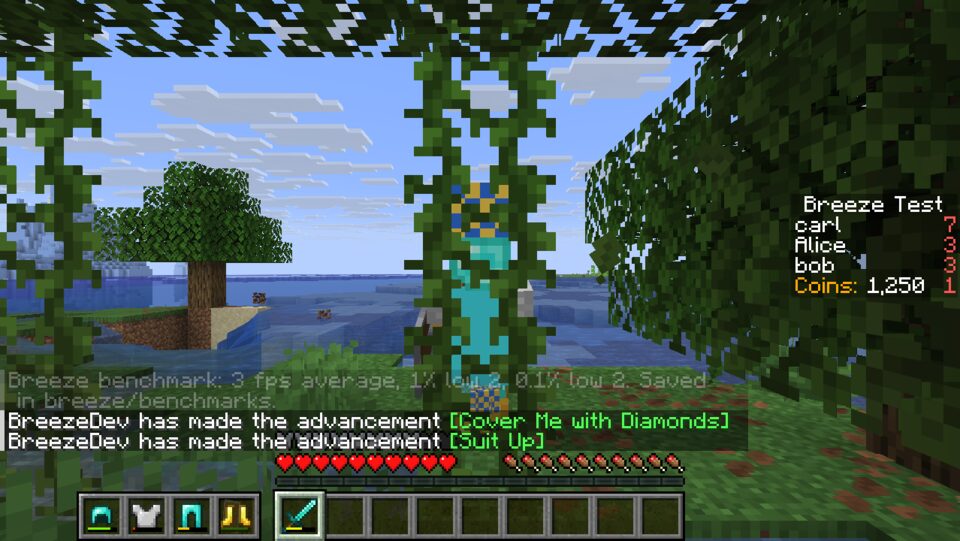 Breeze Test
carl 7
Alice 3
bob 3
Coins: 1,250 1
Breeze benchmark: 3 fps average, 1% low 2, 0.1% low 2. Saved
in breeze/benchmarks.
BreezeDev has made the advancement [Cover Me with Diamonds]
BreezeDev has made the advancement [Suit Up]